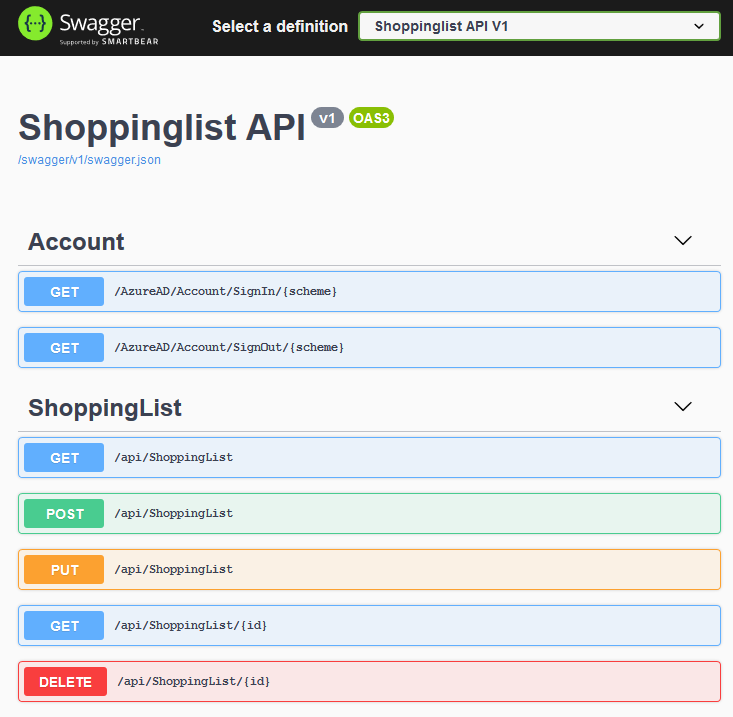 {··} Swagger
Supported by SMARTBEAR
Select a definition
Shoppinglist API V1
Shoppinglist API v1 OAS3
/swagger/v1/swagger.json
Account
GET /AzureAD/Account/SignIn/{scheme}
GET /AzureAD/Account/SignOut/{scheme}
ShoppingList
GET /api/ShoppingList
POST /api/ShoppingList
PUT /api/ShoppingList
GET /api/ShoppingList/{id}
DELETE /api/ShoppingList/{id}